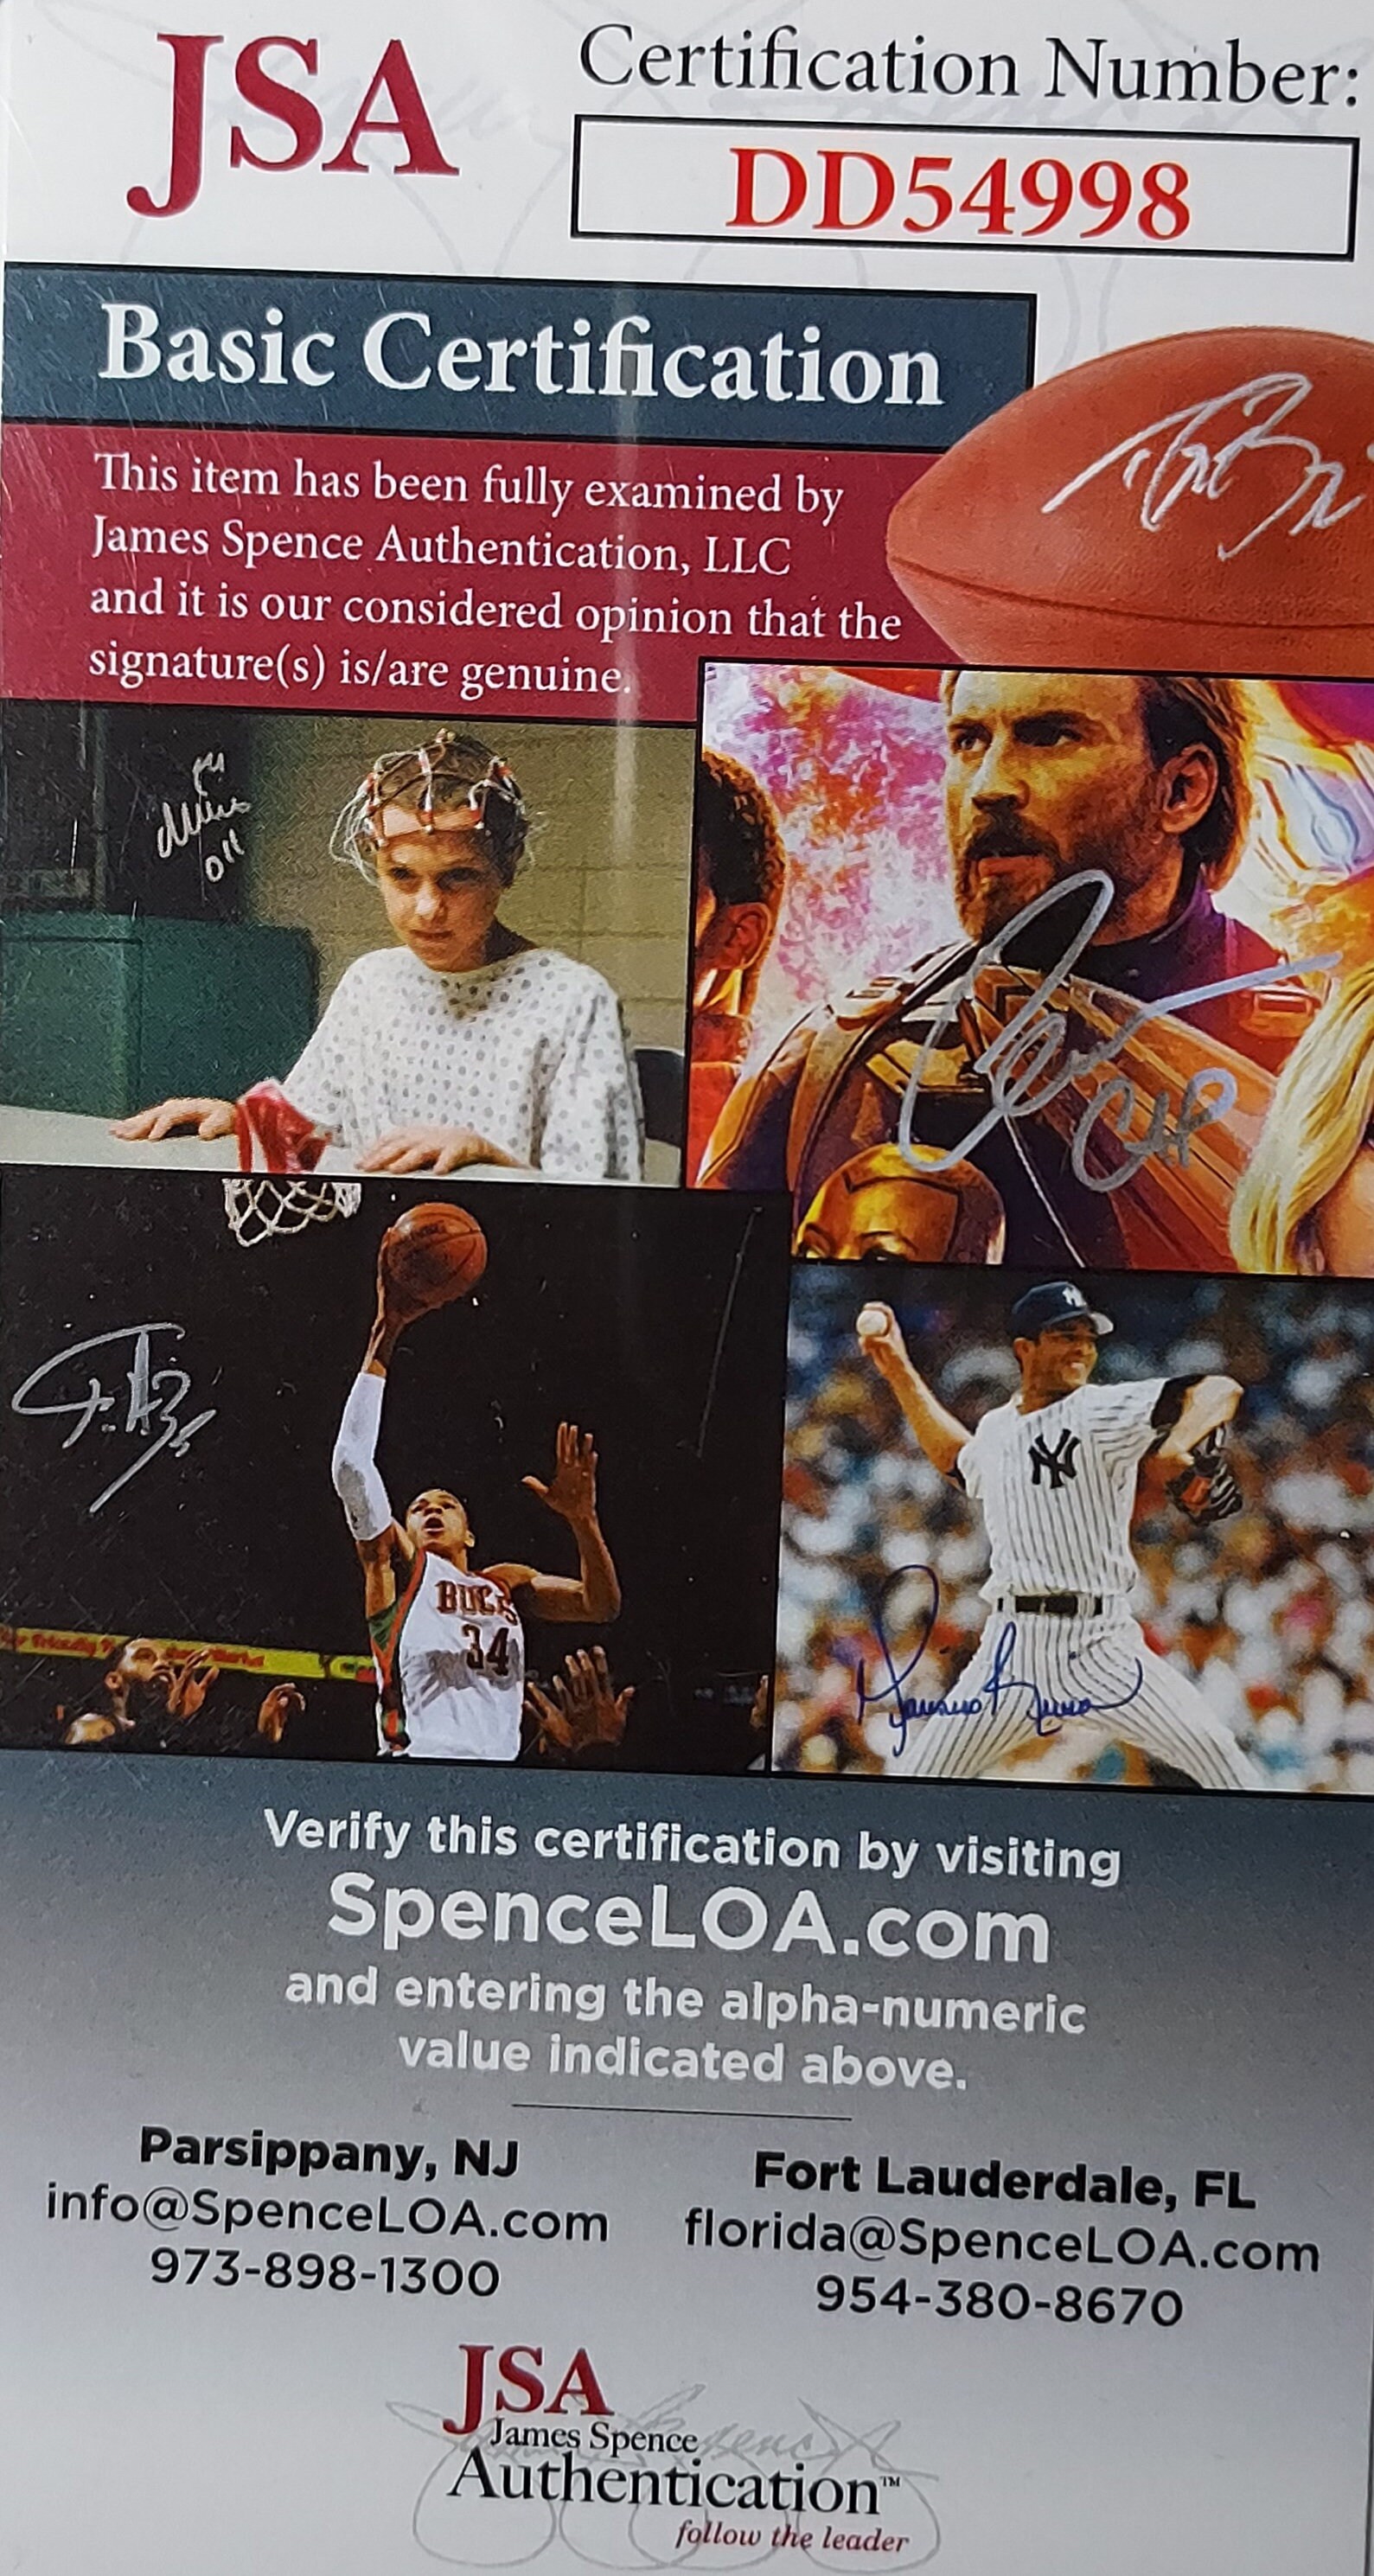 JSA
Certification Number:
DD54998
Basic Certification
This item has been fully examined by
James Spence Authentication, LLC
and it is our considered opinion that the
signature(s) is/are genuine.
011
BUCKS
34
NY
Mariano Rivera
Verify this certification by visiting
SpenceLOA.com
and entering the alpha-numeric
value indicated above.
Parsippany, NJ
info@SpenceLOA.com
973-898-1300
Fort Lauderdale, FL
florida@SpenceLOA.com
954-380-8670
JSA
James Spence
Authentication™
follow the leader